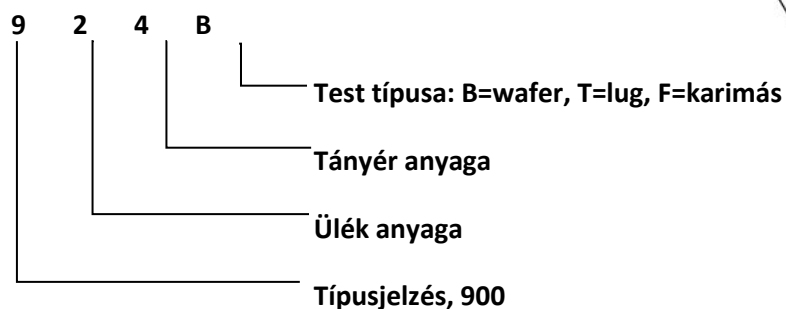 9 2 4 B
Test típusa: B=wafer, T=lug, F=karimás
Tányér anyaga
Ülék anyaga
Típusjelzés, 900